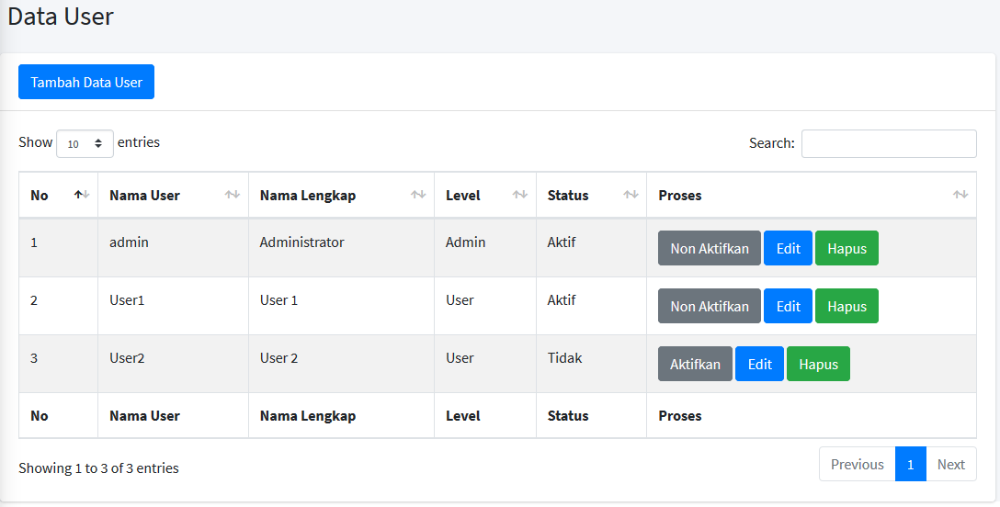 Data User
Tambah Data User
Show 10 entries Search:
No Nama User Nama Lengkap Level Status Proses
1 admin Administrator Admin Aktif Non Aktifkan Edit Hapus
2 User1 User 1 User Aktif Non Aktifkan Edit Hapus
3 User2 User 2 User Tidak Aktifkan Edit Hapus
No Nama User Nama Lengkap Level Status Proses
Showing 1 to 3 of 3 entries Previous 1 Next